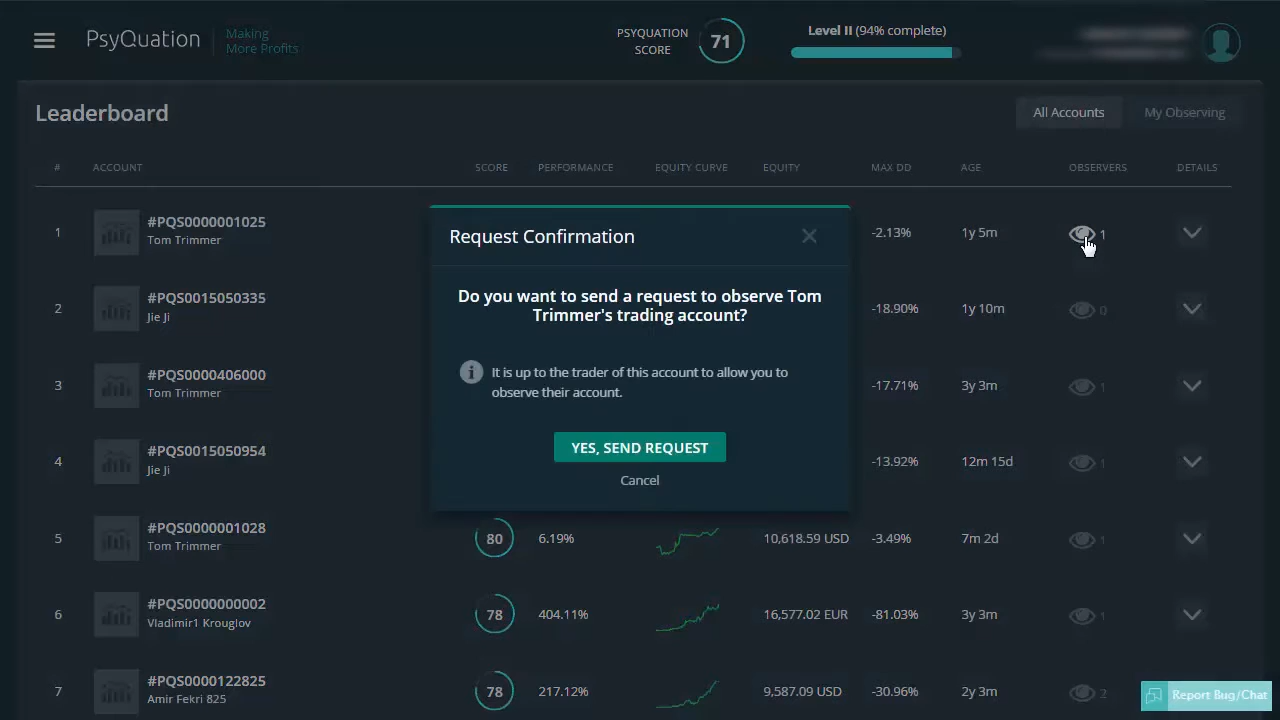 PsyQuation
Making
More Profits
PSYQUATION
SCORE
71
Level II (94% complete)
Leaderboard
All Accounts
My Observing
# ACCOUNT SCORE PERFORMANCE EQUITY CURVE EQUITY MAX DD AGE OBSERVERS DETAILS
1 #PQS0000001025 -2.13% 1y 5m 1
Tom Trimmer
2 #PQS0015050335 -18.90% 1y 10m 0
Jie Ji
3 #PQS0000406000 -17.71% 3y 3m 1
Tom Trimmer
4 #PQS0015050954 -13.92% 12m 15d 1
Jie Ji
5 #PQS0000001028 80 6.19% 10,618.59 USD -3.49% 7m 2d 1
Tom Trimmer
6 #PQS0000000002 78 404.11% 16,577.02 EUR -81.03% 3y 3m 1
Vladimir1 Krouglov
7 #PQS0000122825 78 217.12% 9,587.09 USD -30.96% 2y 3m 2
Amir Fekri 825
Request Confirmation
Do you want to send a request to observe Tom
Trimmer's trading account?
It is up to the trader of this account to allow you to
observe their account.
YES, SEND REQUEST
Cancel
Report Bug/Chat